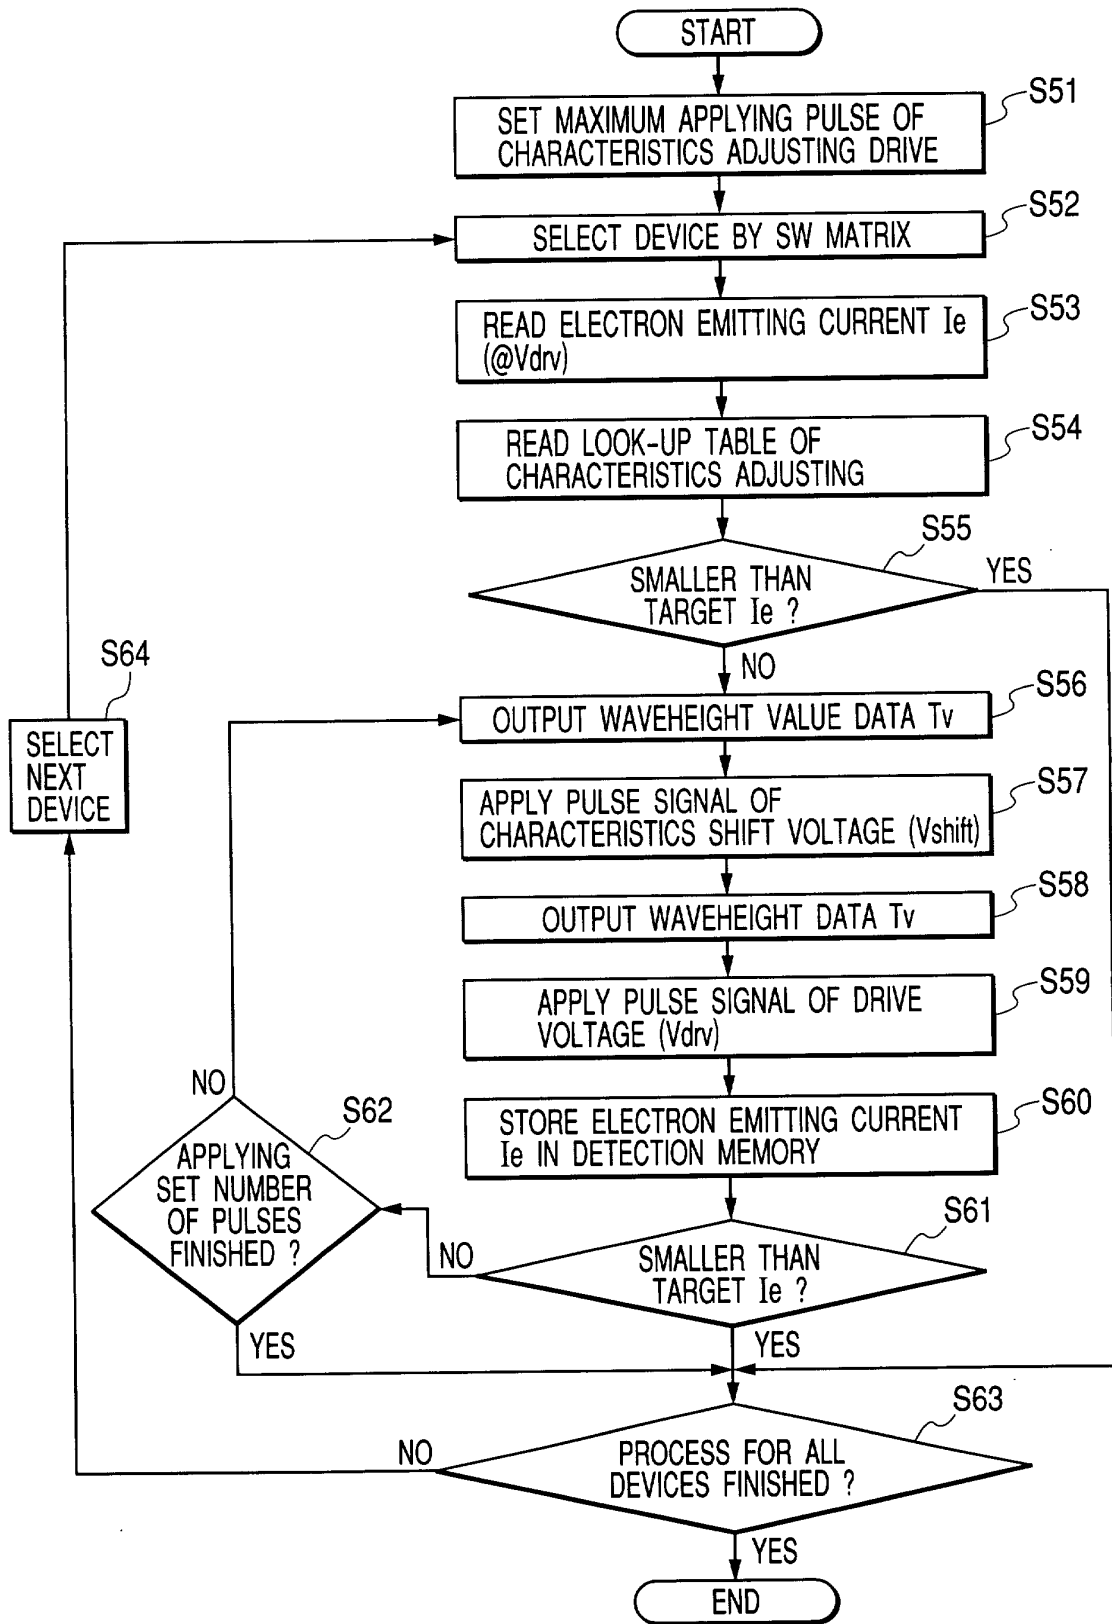 START
S51
SET MAXIMUM APPLYING PULSE OF
CHARACTERISTICS ADJUSTING DRIVE
S52
SELECT DEVICE BY SW MATRIX
S53
READ ELECTRON EMITTING CURRENT Ie
(@Vdrv)
S54
READ LOOK-UP TABLE OF
CHARACTERISTICS ADJUSTING
S55
SMALLER THAN
TARGET Ie ?
YES
NO
S64
SELECT
NEXT
DEVICE
S56
OUTPUT WAVEHEIGHT VALUE DATA Tv
S57
APPLY PULSE SIGNAL OF
CHARACTERISTICS SHIFT VOLTAGE (Vshift)
S58
OUTPUT WAVEHEIGHT DATA Tv
S59
APPLY PULSE SIGNAL OF DRIVE
VOLTAGE (Vdrv)
S60
STORE ELECTRON EMITTING CURRENT
Ie IN DETECTION MEMORY
NO
S62
APPLYING
SET NUMBER
OF PULSES
FINISHED ?
YES
S61
SMALLER THAN
TARGET Ie ?
NO
YES
S63
PROCESS FOR ALL
DEVICES FINISHED ?
NO
YES
END